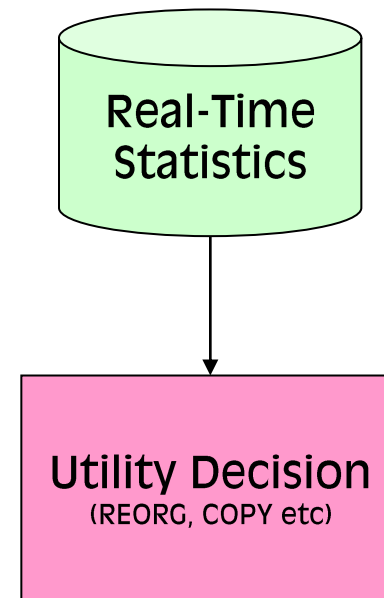 Real-Time
Statistics
Utility Decision
(REORG, COPY etc)